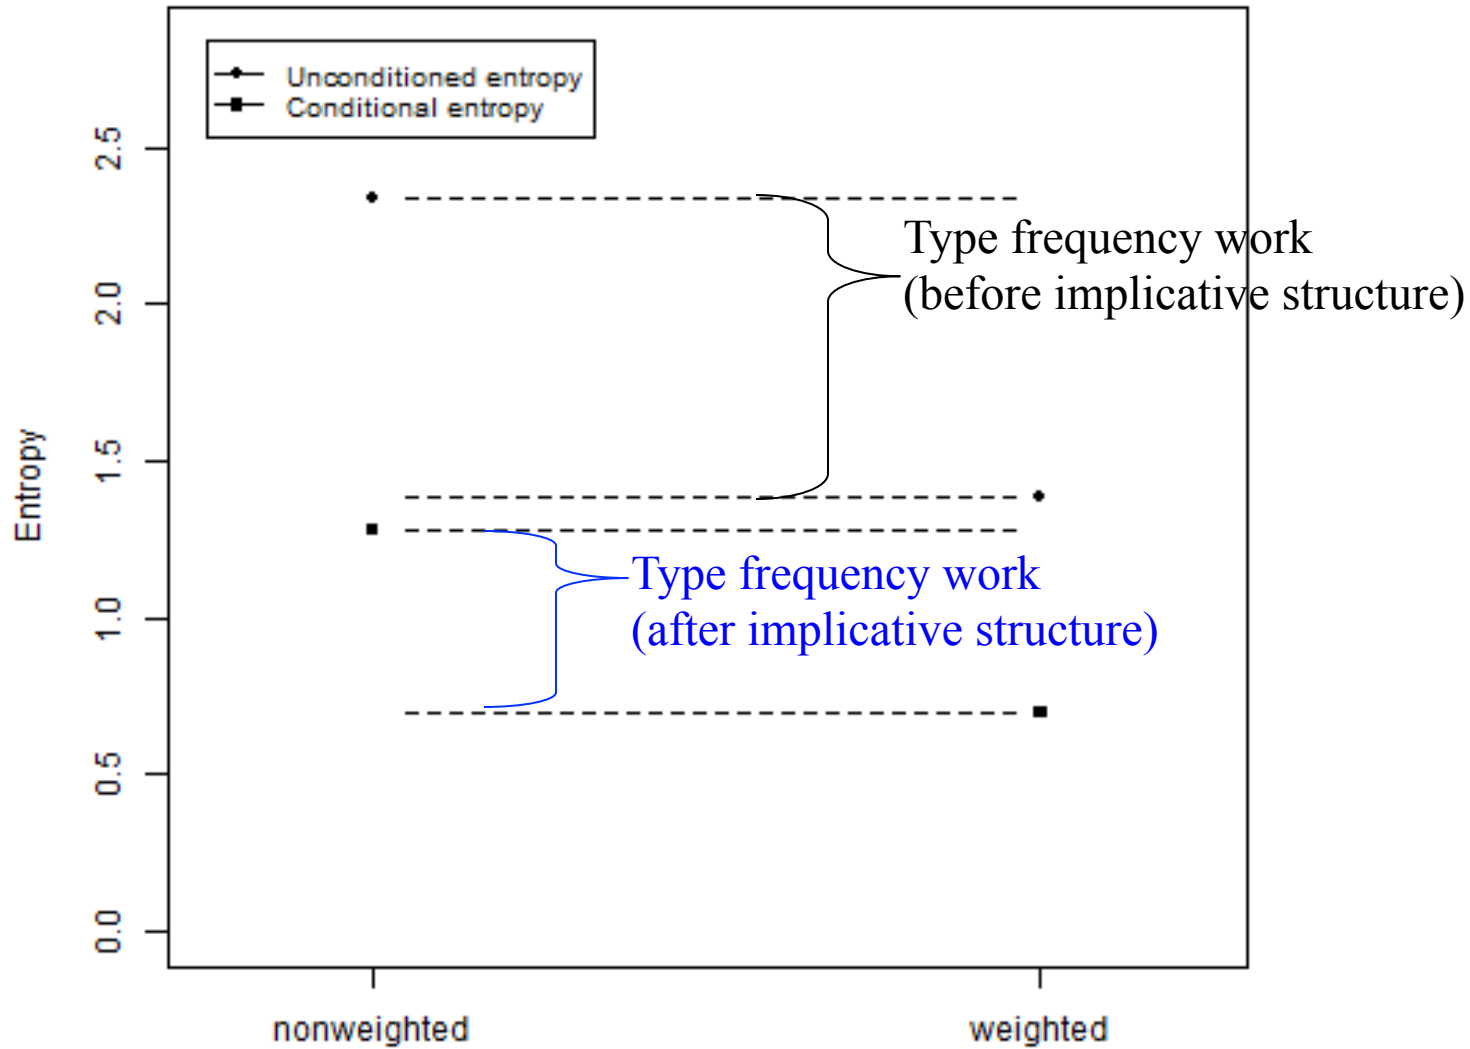 Unconditioned entropy
Conditional entropy
2.5
2.0
1.5
1.0
0.5
0.0
Entropy
Type frequency work
(before implicative structure)
Type frequency work
(after implicative structure)
nonweighted
weighted